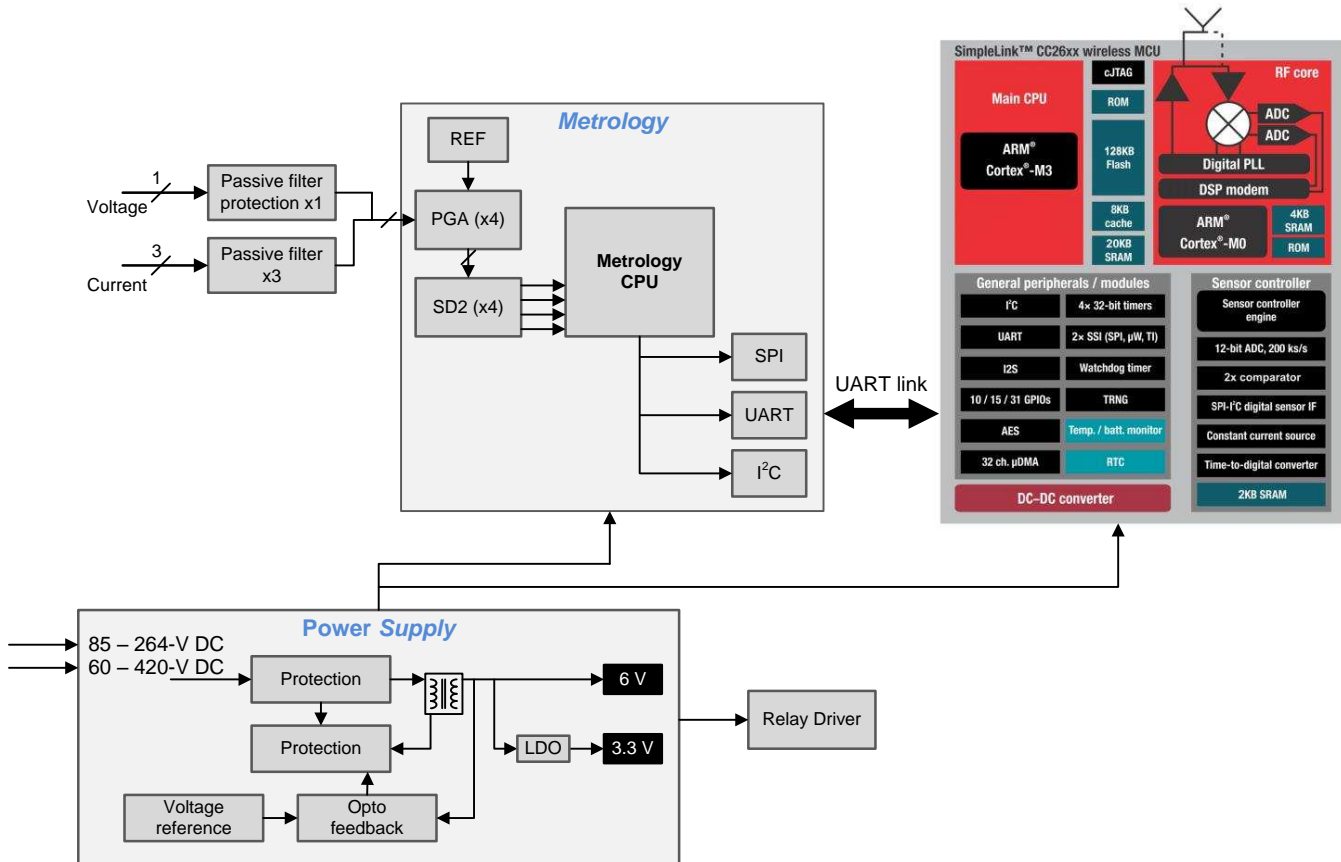 SimpleLink™ CC26xx wireless MCU
cJTAG
RF core
Main CPU
ROM
ADC
ADC
ARM®
Cortex®-M3
128KB
Flash
Digital PLL
DSP modem
8KB
cache
ARM®
Cortex®-M0
4KB
SRAM
ROM
20KB
SRAM
General peripherals / modules
I²C
4× 32-bit timers
UART
2× SSI (SPI, µW, TI)
I2S
Watchdog timer
10 / 15 / 31 GPIOs
TRNG
AES
Temp. / batt. monitor
32 ch. µDMA
RTC
DC–DC converter
Sensor controller
Sensor controller
engine
12-bit ADC, 200 ks/s
2x comparator
SPI-I²C digital sensor IF
Constant current source
Time-to-digital converter
2KB SRAM
Metrology
REF
1
Voltage
Passive filter
protection x1
PGA (x4)
3
Current
Passive filter
x3
SD2 (x4)
Metrology
CPU
SPI
UART
I²C
UART link
Power Supply
85 – 264-V DC
60 – 420-V DC
Protection
6 V
Protection
LDO
3.3 V
Voltage
reference
Opto
feedback
Relay Driver